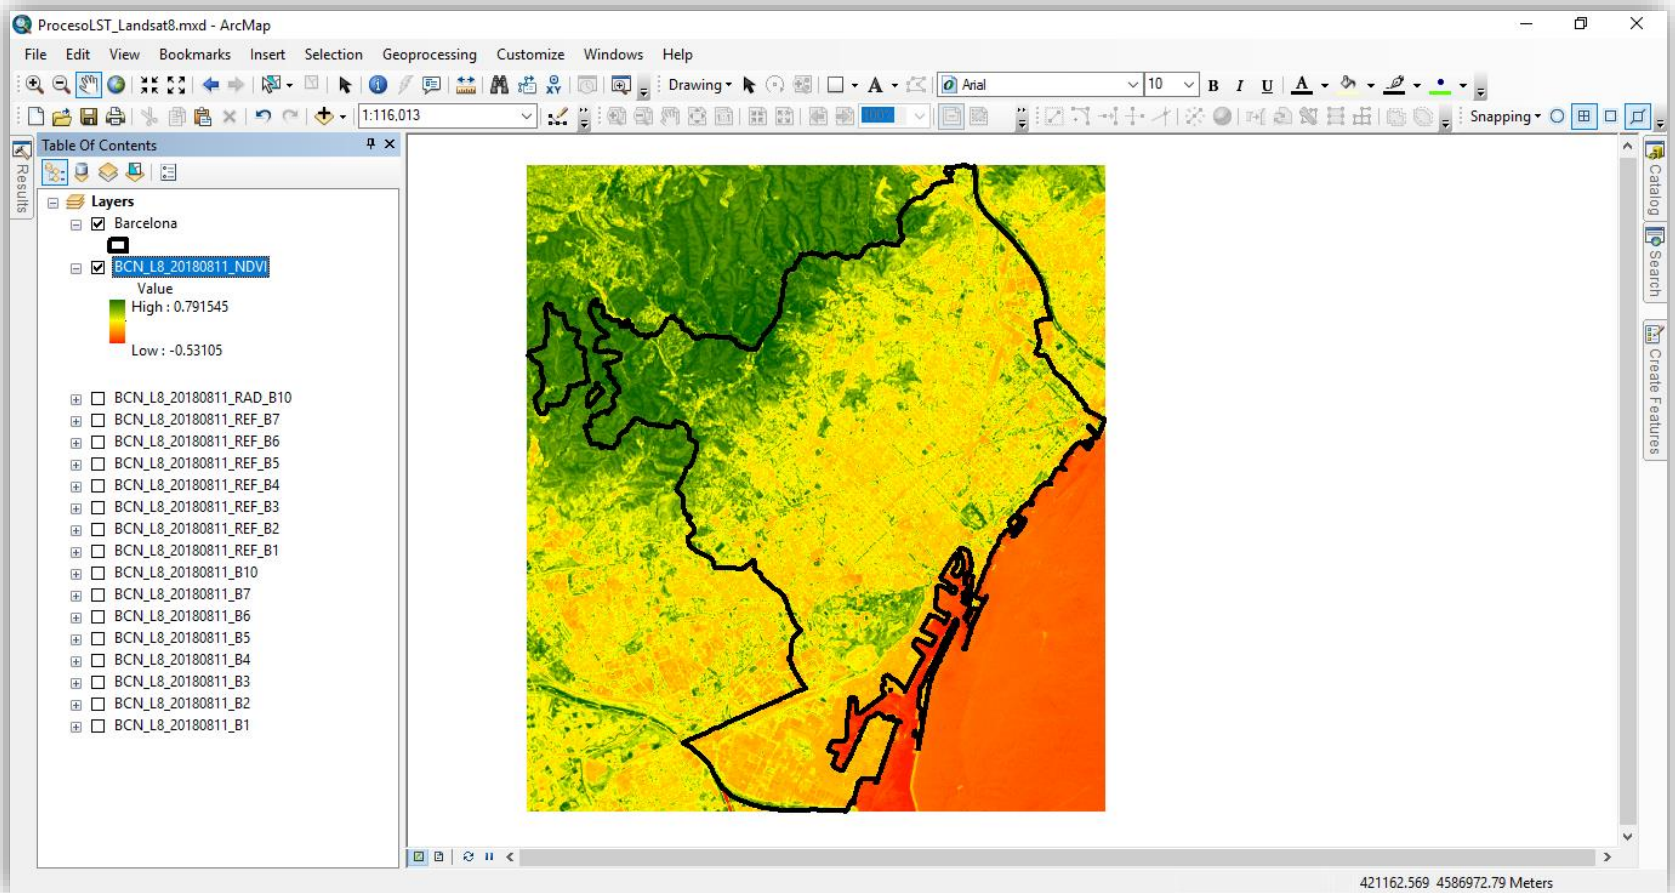 ProcesoLST_Landsat8.mxd - ArcMap
File Edit View Bookmarks Insert Selection Geoprocessing Customize Windows Help
Drawing A Arial 10 B I U A
1:116.013 100% Snapping
Table Of Contents
Results
Layers
Barcelona
BCN_L8_20180811_NDVI
Value
High : 0.791545
Low : -0.53105
BCN_L8_20180811_RAD_B10
BCN_L8_20180811_REF_B7
BCN_L8_20180811_REF_B6
BCN_L8_20180811_REF_B5
BCN_L8_20180811_REF_B4
BCN_L8_20180811_REF_B3
BCN_L8_20180811_REF_B2
BCN_L8_20180811_REF_B1
BCN_L8_20180811_B10
BCN_L8_20180811_B7
BCN_L8_20180811_B6
BCN_L8_20180811_B5
BCN_L8_20180811_B4
BCN_L8_20180811_B3
BCN_L8_20180811_B2
BCN_L8_20180811_B1
Catalog
Search
Create Features
421162.569 4586972.79 Meters